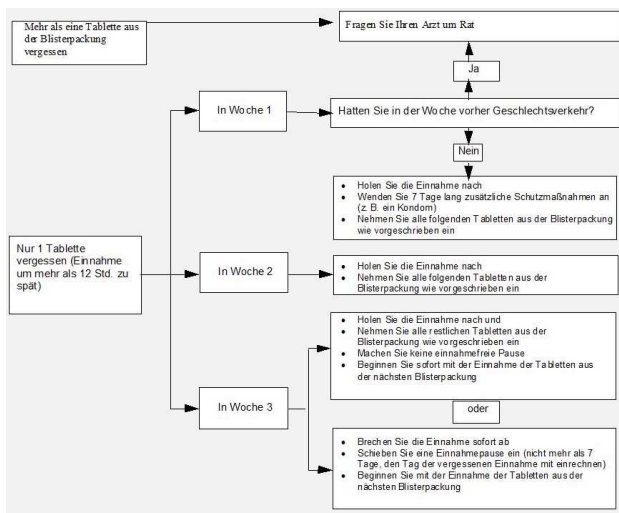 Mehr als eine Tablette aus
der Blisterpackung
vergessen
Fragen Sie Ihren Arzt um Rat
Ja
In Woche 1
Hatten Sie in der Woche vorher Geschlechtsverkehr?
Nein
• Holen Sie die Einnahme nach
• Wenden Sie 7 Tage lang zusätzliche Schutzmaßnahmen an
(z. B. ein Kondom)
• Nehmen Sie alle folgenden Tabletten aus der Blisterpackung
wie vorgeschrieben ein
Nur 1 Tablette
vergessen (Einnahme
um mehr als 12 Std. zu
spät)
In Woche 2
• Holen Sie die Einnahme nach
• Nehmen Sie alle folgenden Tabletten aus der
Blisterpackung wie vorgeschrieben ein
In Woche 3
• Holen Sie die Einnahme nach und
• Nehmen Sie alle restlichen Tabletten aus der
Blisterpackung wie vorgeschrieben ein
• Machen Sie keine einnahmefreie Pause
• Beginnen Sie sofort mit der Einnahme der Tabletten aus
der nächsten Blisterpackung
oder
• Brechen Sie die Einnahme sofort ab
• Schieben Sie eine Einnahmepause ein (nicht mehr als 7
Tage, den Tag der vergessenen Einnahme mit einrechnen)
• Beginnen Sie mit der Einnahme der Tabletten aus der
nächsten Blisterpackung